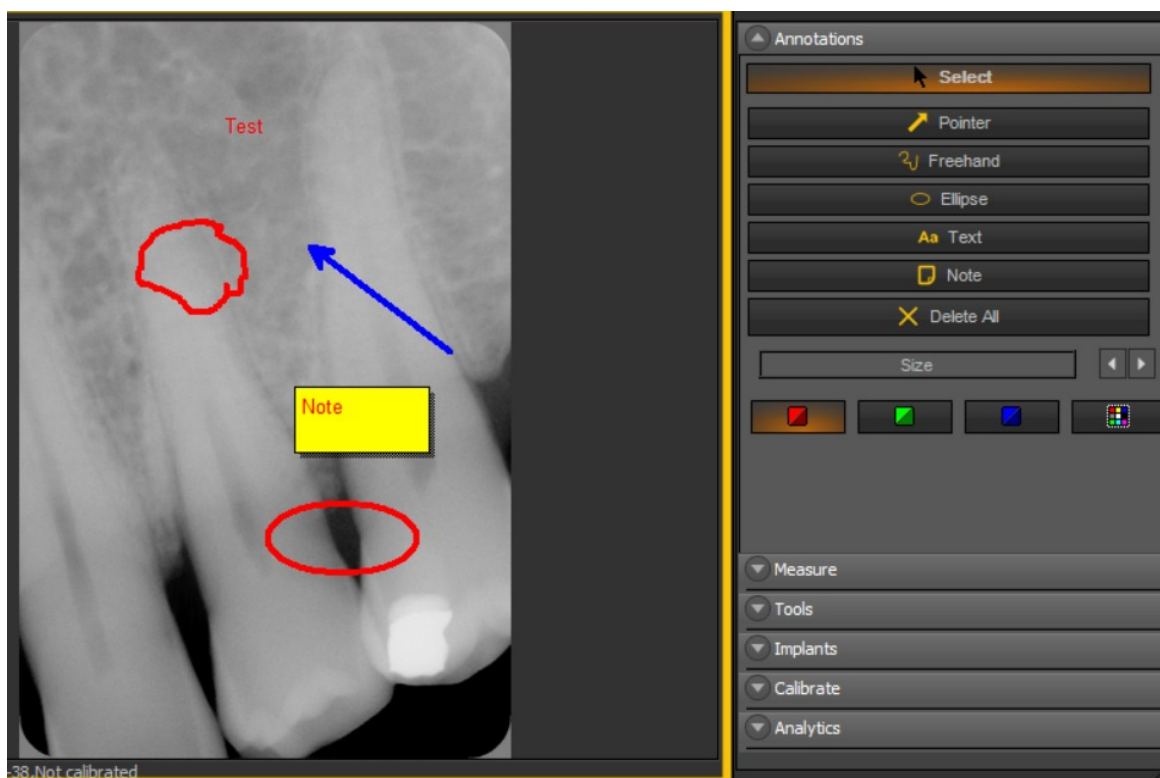 Test
Note
-38.Not calibrated
Annotations
Select
Pointer
Freehand
Ellipse
Aa Text
Note
Delete All
Size
Measure
Tools
Implants
Calibrate
Analytics